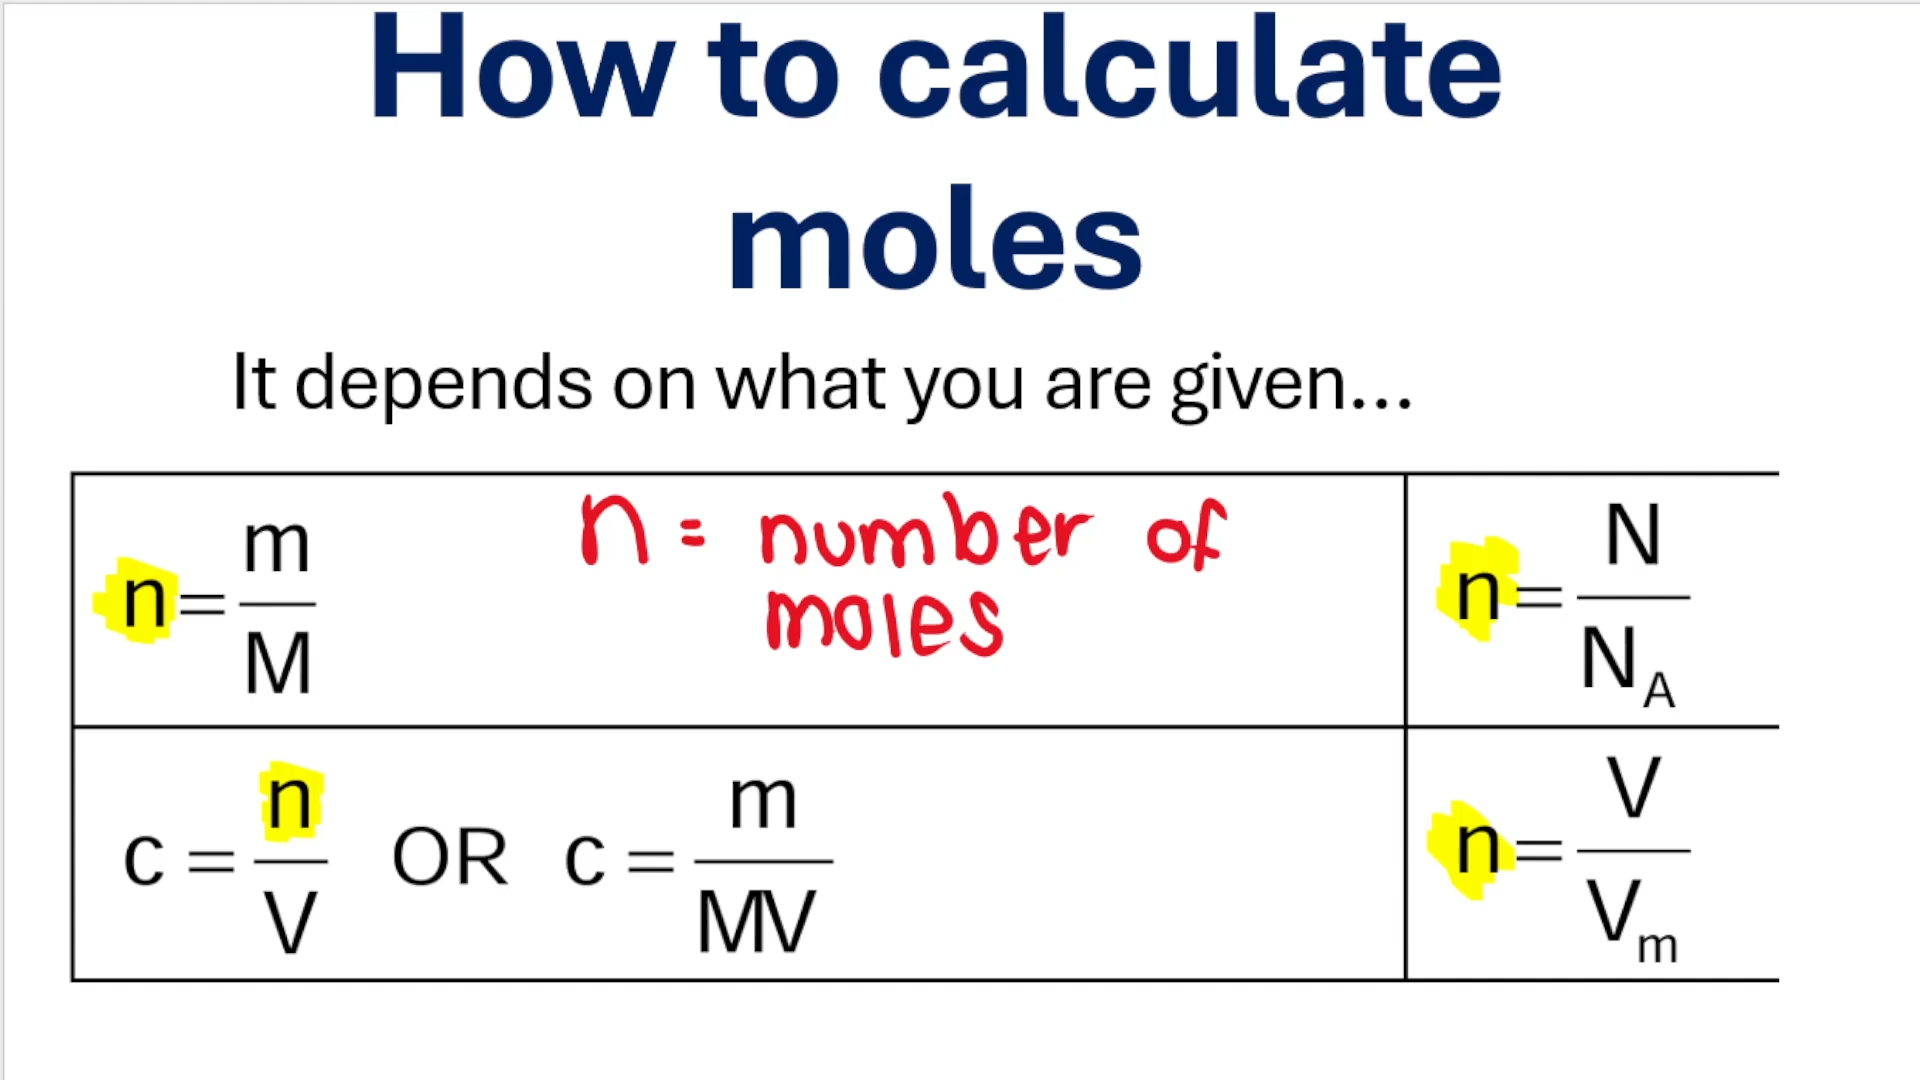 How to calculate
moles
It depends on what you are given...
n = m/M
n = number of
moles
n = N/N_A
c = n/V OR c = m/MV
n = V/V_m